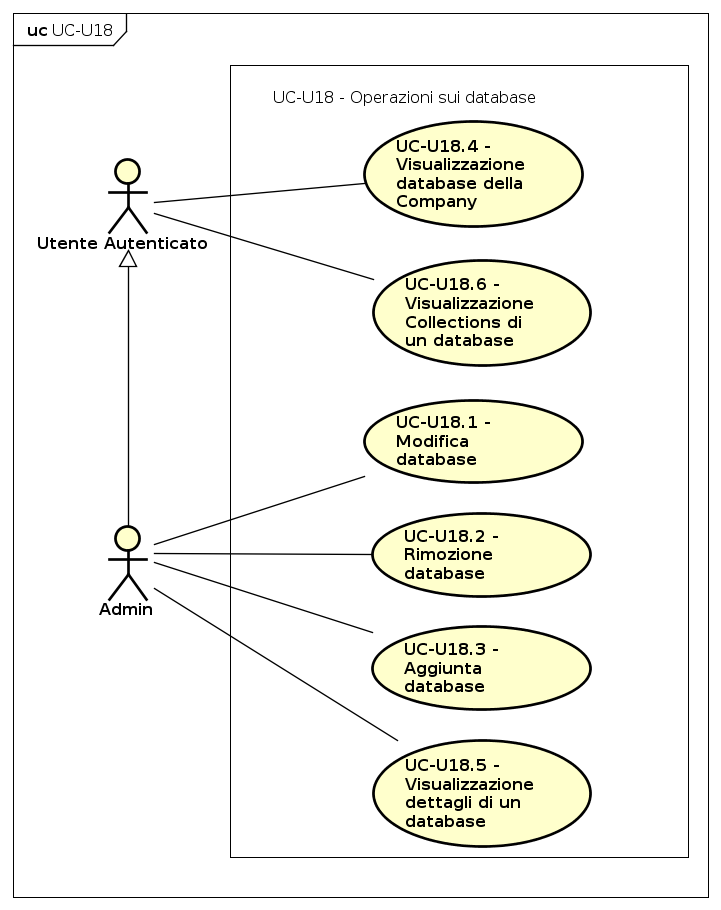 uc UC-U18
UC-U18 - Operazioni sui database
UC-U18.4 -
Visualizzazione
database della
Company
Utente Autenticato
UC-U18.6 -
Visualizzazione
Collections di
un database
UC-U18.1 -
Modifica
database
UC-U18.2 -
Rimozione
database
Admin
UC-U18.3 -
Aggiunta
database
UC-U18.5 -
Visualizzazione
dettagli di un
database